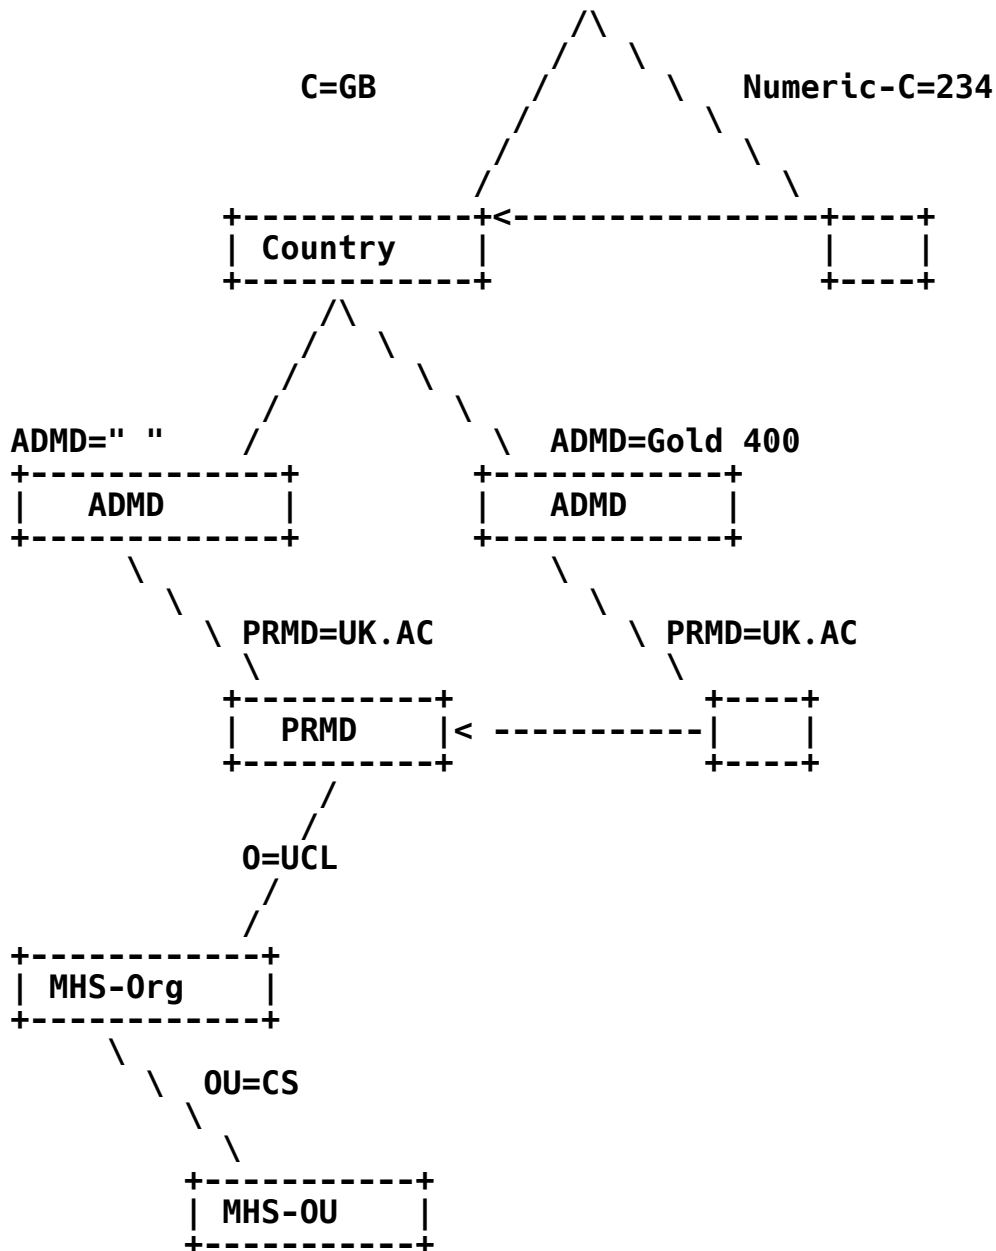 C=GB Numeric-C=234
Country
ADMD=" " ADMD=Gold 400
ADMD ADMD
PRMD=UK.AC PRMD=UK.AC
PRMD
O=UCL
MHS-Org
OU=CS
MHS-OU